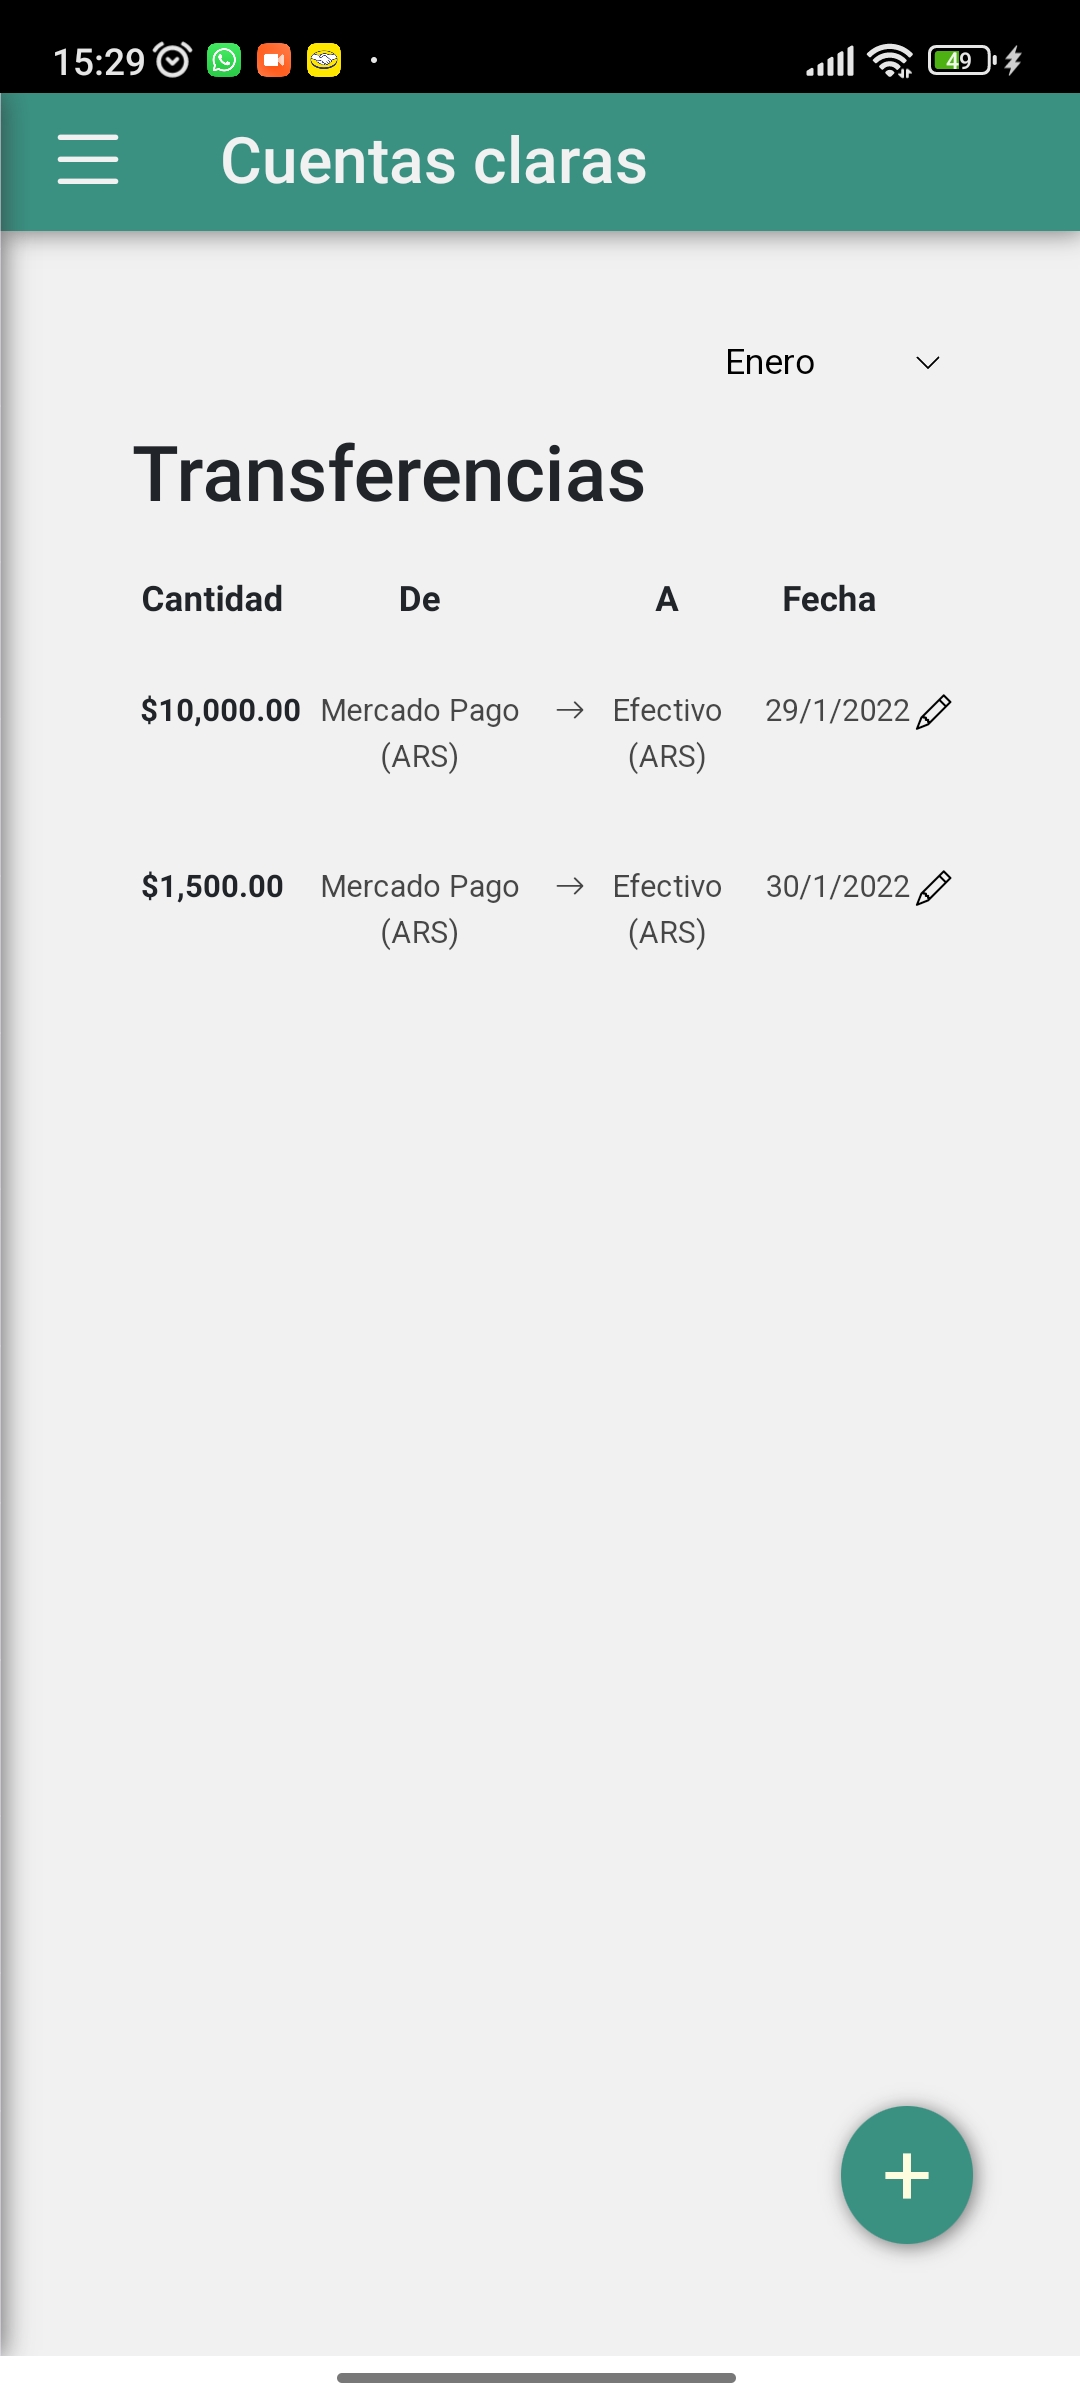 15:29 49
Cuentas claras
Enero
Transferencias
Cantidad De A Fecha
$10,000.00 Mercado Pago → Efectivo 29/1/2022
(ARS) (ARS)
$1,500.00 Mercado Pago → Efectivo 30/1/2022
(ARS) (ARS)
+